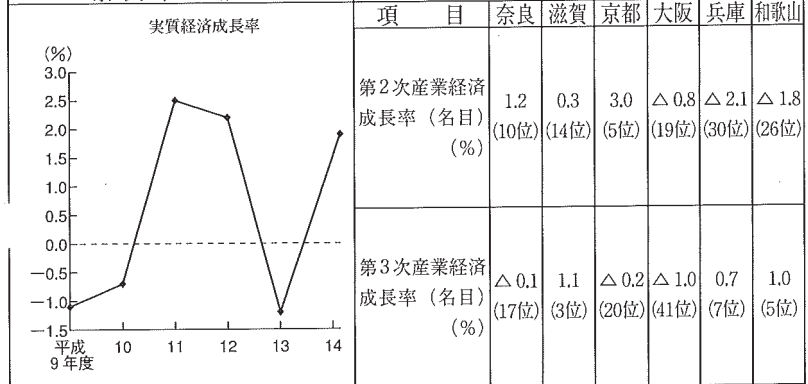 実質経済成長率
(%)
3.0
2.5
2.0
1.5
1.0
0.5
0.0
－0.5
－1.0
－1.5
平成
9年度
10
11
12
13
14
項　目 奈良 滋賀 京都 大阪 兵庫 和歌山
第2次産業経済
成長率（名目）
(%)
1.2 0.3 3.0 △0.8 △2.1 △1.8
(10位) (14位) (5位) (19位) (30位) (26位)
第3次産業経済
成長率（名目）
(%)
△0.1 1.1 △0.2 △1.0 0.7 1.0
(17位) (3位) (20位) (41位) (7位) (5位)